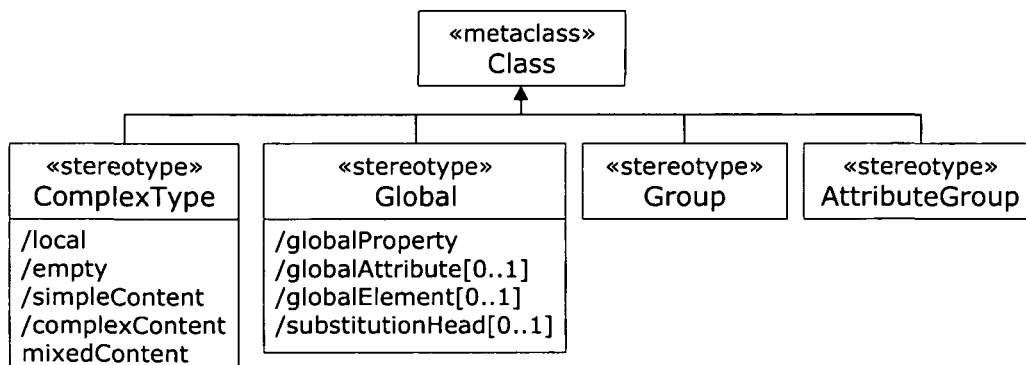 «metaclass»
Class
«stereotype»
ComplexType
/local
/empty
/simpleContent
/complexContent
mixedContent
«stereotype»
Global
/globalProperty
/globalAttribute[0..1]
/globalElement[0..1]
/substitutionHead[0..1]
«stereotype»
Group
«stereotype»
AttributeGroup